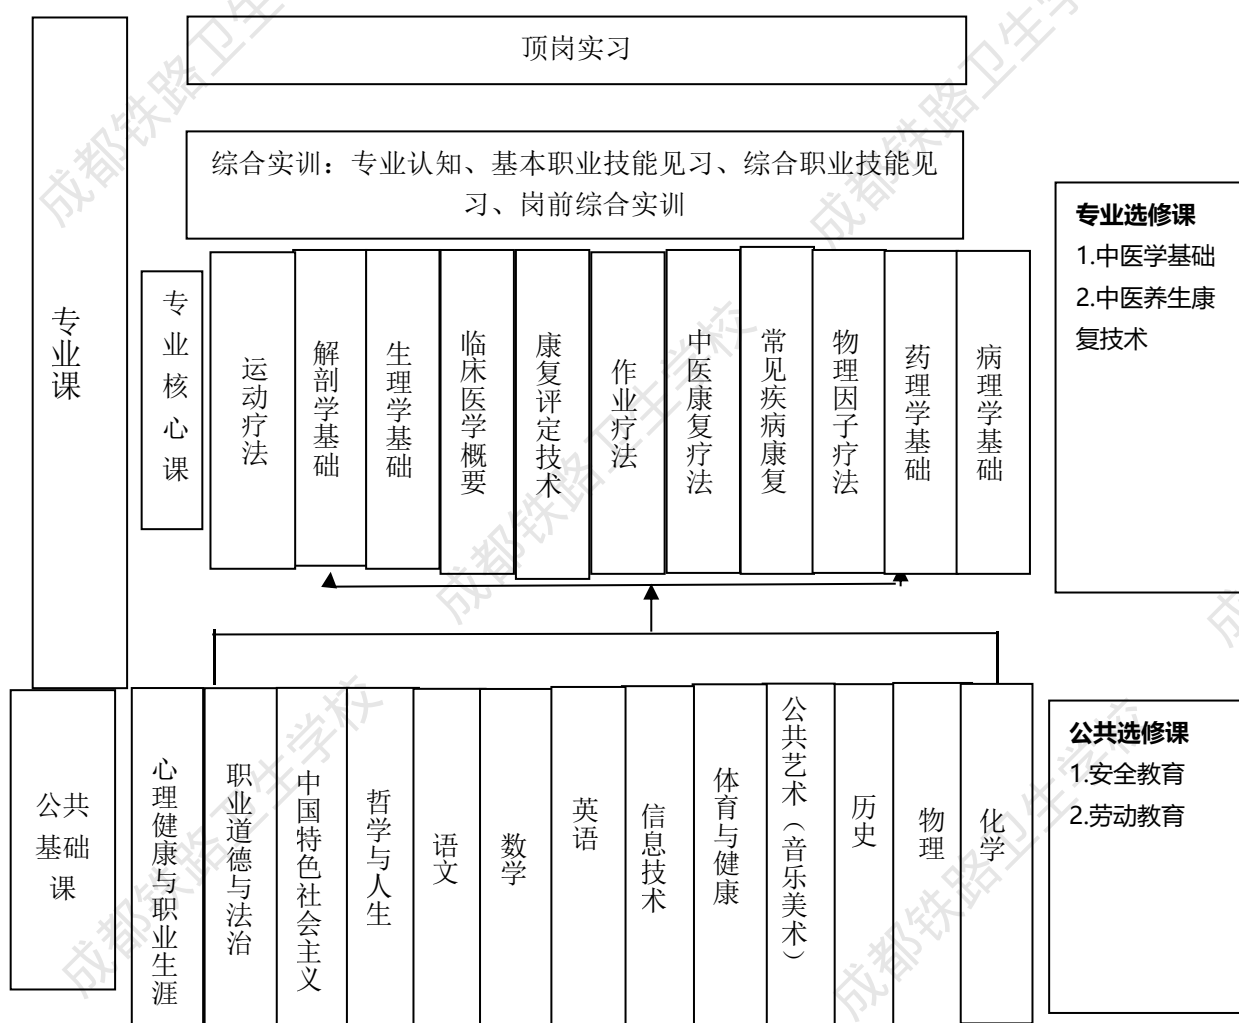 顶岗实习
综合实训：专业认知、基本职业技能见习、综合职业技能见
习、岗前综合实训
专业课
专业核心课
运动疗法
解剖学基础
生理学基础
临床医学概要
康复评定技术
作业疗法
中医康复疗法
常见疾病康复
物理因子疗法
药理学基础
病理学基础
专业选修课
1.中医学基础
2.中医养生康
复技术
公共
基础
课
心理健康与职业生涯
职业道德与法治
中国特色社会主义
哲学与人生
语文
数学
英语
信息技术
体育与健康
公共艺术（音乐美术）
历史
物理
化学
公共选修课
1.安全教育
2.劳动教育
成都铁路卫生学校